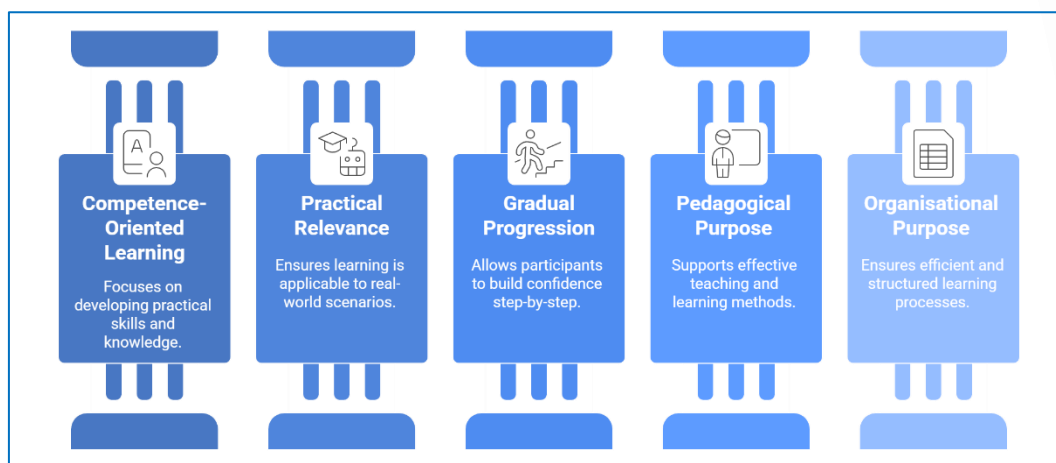 A
Competence-
Oriented
Learning
Focuses on
developing practical
skills and
knowledge.
Practical
Relevance
Ensures learning is
applicable to real-
world scenarios.
Gradual
Progression
Allows participants
to build confidence
step-by-step.
Pedagogical
Purpose
Supports effective
teaching and
learning methods.
Organisational
Purpose
Ensures efficient and
structured learning
processes.